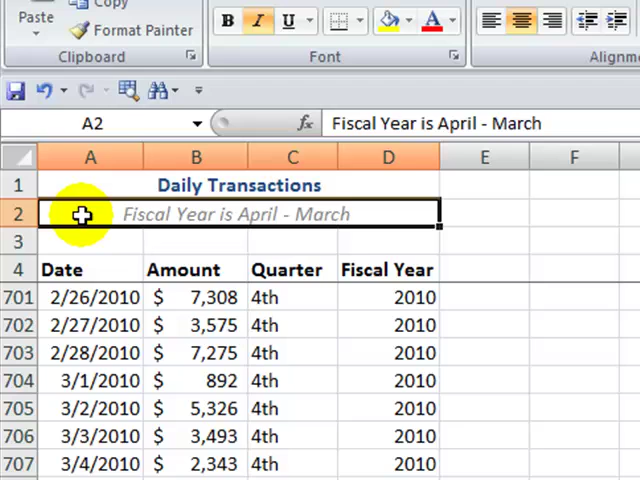 Copy
Paste
Format Painter
B I U A
Clipboard
Font
Alignm
A2
fx
Fiscal Year is April - March
A B C D E F
1 Daily Transactions
2 Fiscal Year is April - March
3
4 Date Amount Quarter Fiscal Year
701 2/26/2010 $ 7,308 4th 2010
702 2/27/2010 $ 3,575 4th 2010
703 2/28/2010 $ 7,275 4th 2010
704 3/1/2010 $ 892 4th 2010
705 3/2/2010 $ 5,326 4th 2010
706 3/3/2010 $ 3,493 4th 2010
707 3/4/2010 $ 2,343 4th 2010